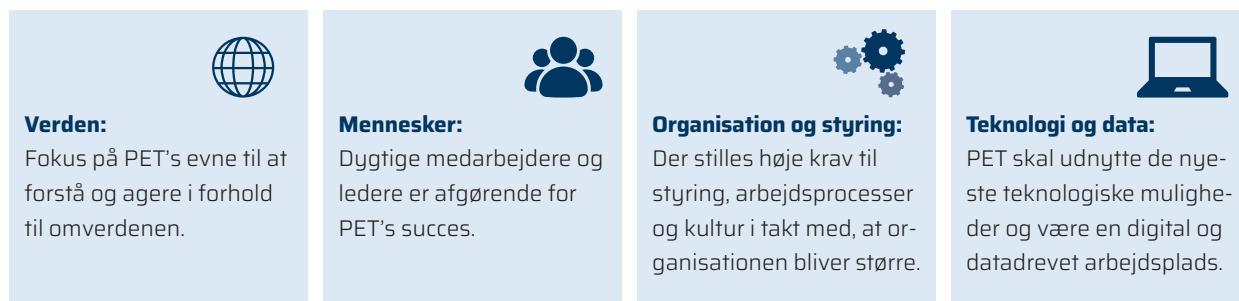 Verden:
Fokus på PET's evne til at
forstå og agere i forhold
til omverdenen.
Mennesker:
Dygtige medarbejdere og
ledere er afgørende for
PET's succes.
Organisation og styring:
Der stilles høje krav til
styring, arbejdsprocesser
og kultur i takt med, at or-
ganisationen bliver større.
Teknologi og data:
PET skal udnytte de nye-
ste teknologiske mulighe-
der og være en digital og
datadrevet arbejdsplads.